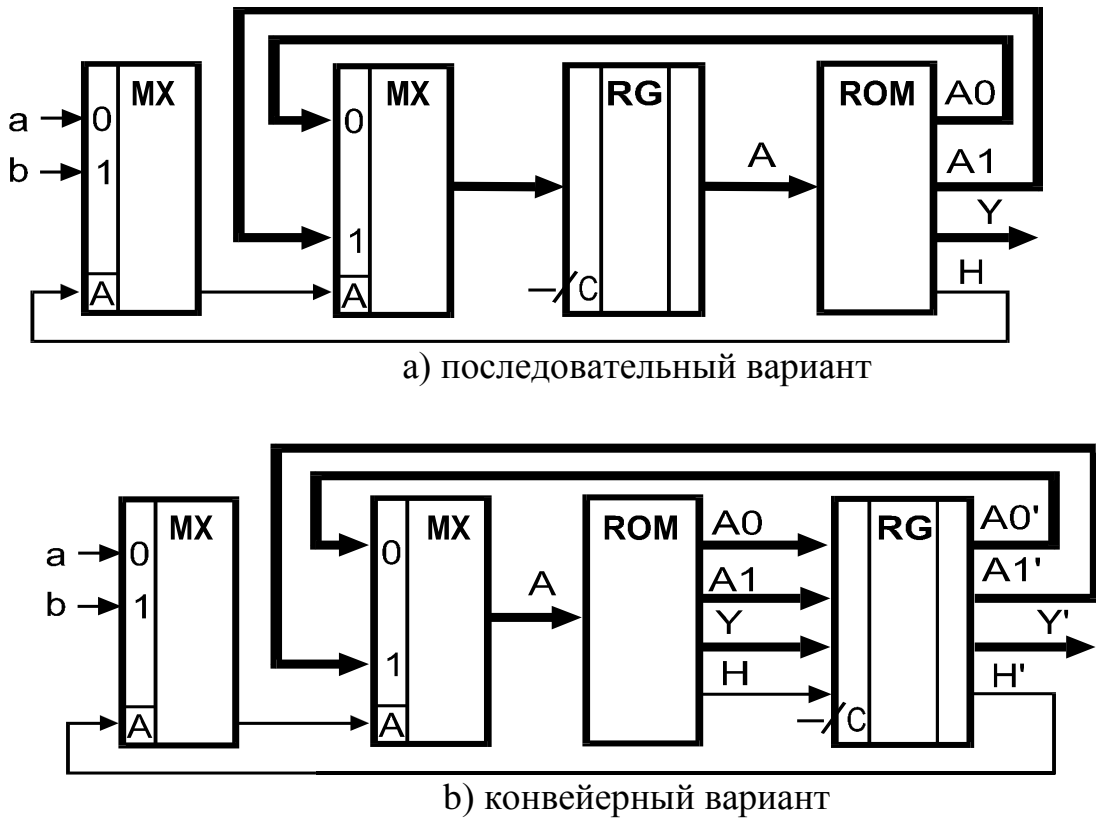 MX MX RG ROM
A0
a 0 0
A A1
b 1
Y
1
H
A A C
а) последовательный вариант
MX MX ROM RG
A0 A0'
a 0 0
A A1 A1'
b 1
Y Y'
1
H H'
A A C
b) конвейерный вариант